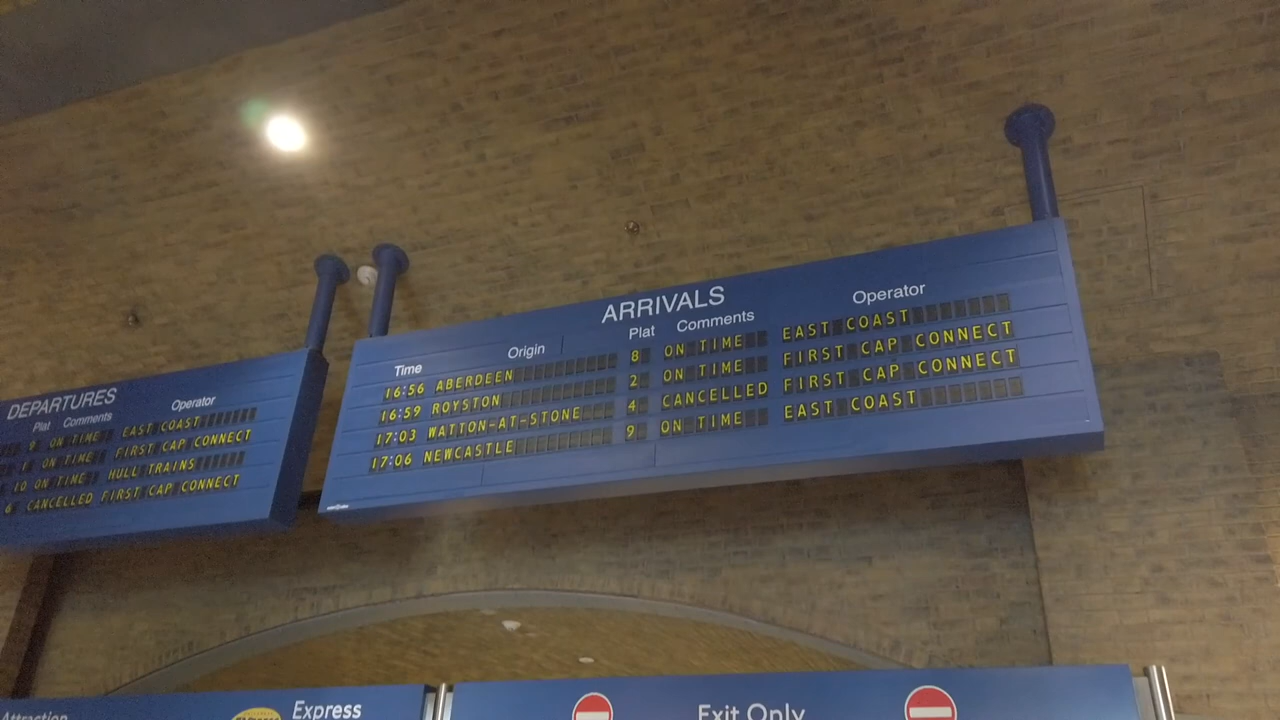 DEPARTURES
Plat Comments Operator
9 ON TIME EAST COAST
ON TIME FIRST CAP CONNECT
10 ON TIME HULL TRAINS
6 CANCELLED FIRST CAP CONNECT
ARRIVALS
Time Origin Plat Comments Operator
16:56 ABERDEEN 8 ON TIME EAST COAST
16:59 ROYSTON 2 ON TIME FIRST CAP CONNECT
17:03 WATTON-AT-STONE 4 CANCELLED FIRST CAP CONNECT
17:06 NEWCASTLE 9 ON TIME EAST COAST
Attraction
Express
Exit Only